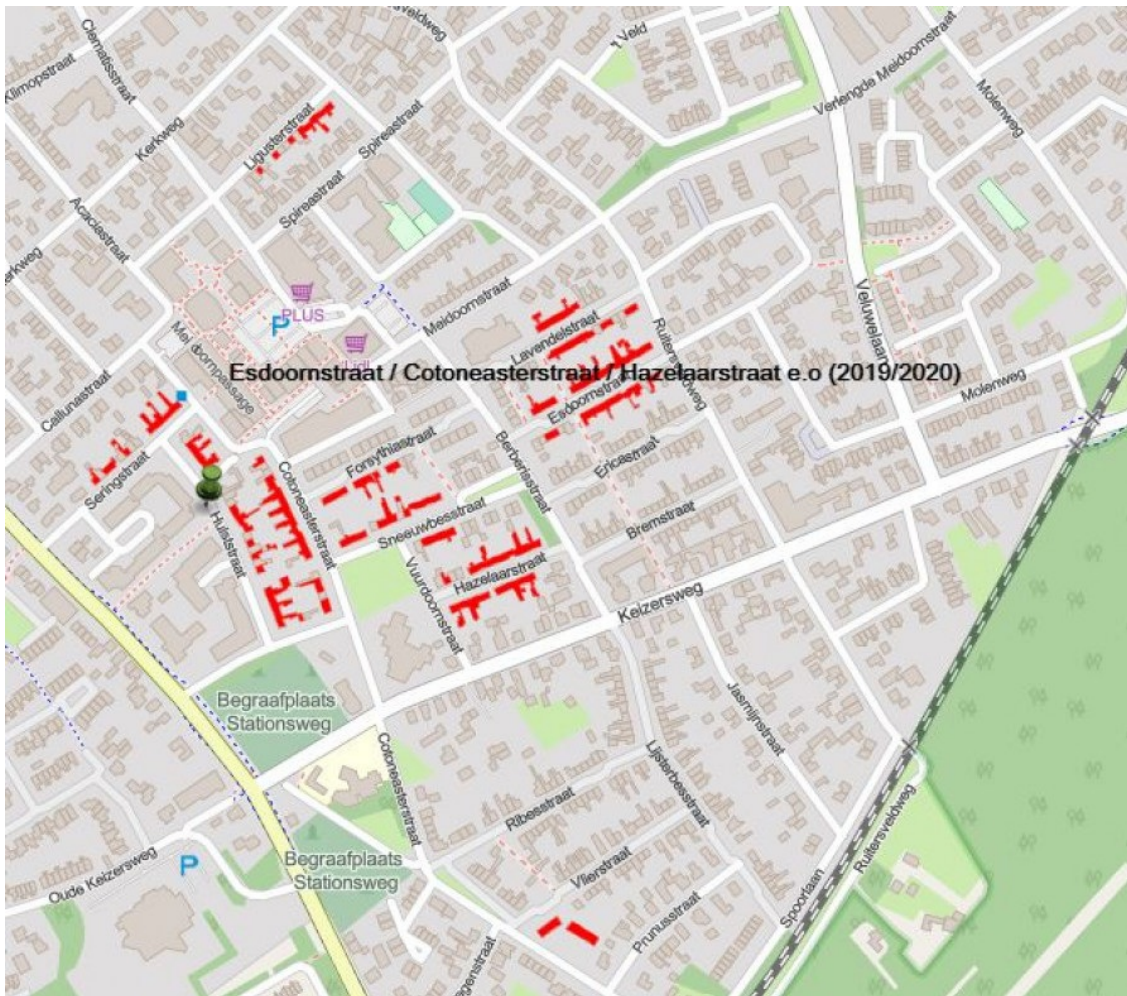 't Veld
Klimopstraat
Clematisstraat
Verlengde Meidoornstraat
Molenweg
Kerkweg
Ligusterstraat
Spireastraat
Spireastraat
Acaciastraat
PLUS
P
Meidoornstraat
Lavendelstraat
Ruitersveldweg
Veluwelaan
Meidoornpassage
Esdoornstraat / Cotoneasterstraat / Hazelaarstraat e.o (2019/2020)
Callunastraat
Esdoornstraat
Molenweg
Seringstraat
Forsythiastraat
Berberisstraat
Ericastraat
Cotoneasterstraat
Hulststraat
Sneeuwbesstraat
Bremstraat
Vuurdoornstraat
Hazelaarstraat
Keizersweg
Begraafplaats
Stationsweg
Jasmijnstraat
Cotoneasterstraat
Lijsterbesstraat
Ribesstraat
Ruitersveldweg
Oude Keizersweg
P
Begraafplaats
Stationsweg
Vlierstraat
Spoorlaan
Prunusstraat